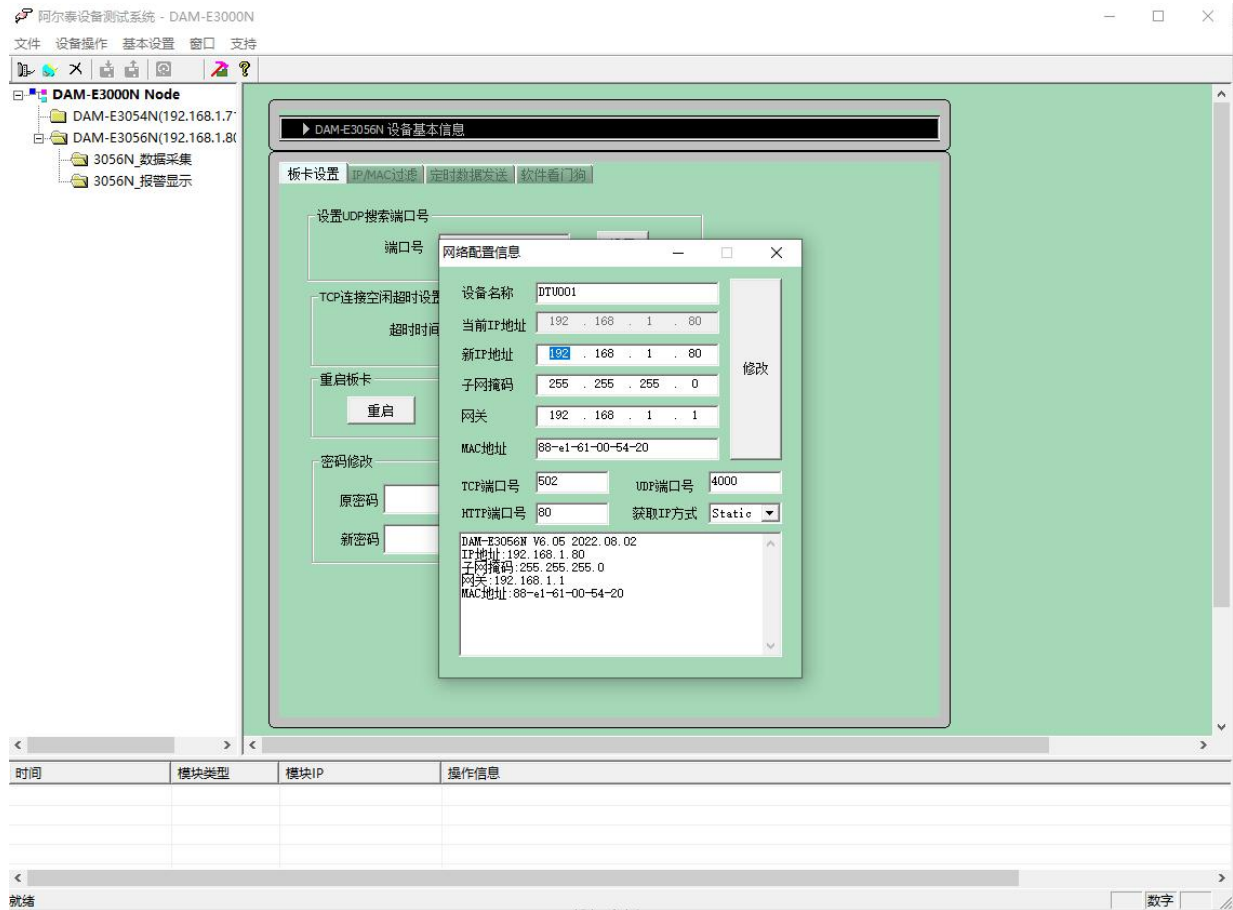 阿尔泰设备测试系统 - DAM-E3000N
文件 设备操作 基本设置 窗口 支持
DAM-E3000N Node
DAM-E3054N(192.168.1.7
DAM-E3056N(192.168.1.80
3056N_数据采集
3056N_报警显示
DAM-E3056N 设备基本信息
板卡设置 IP/MAC过滤 定时数据发送 软件看门狗
设置UDP搜索端口号
端口号
TCP连接空闲超时设置
超时时间
重启板卡
重启
密码修改
原密码
新密码
网络配置信息
设备名称 DTU001
当前IP地址 192 . 168 . 1 . 80
新IP地址 192 . 168 . 1 . 80
子网掩码 255 . 255 . 255 . 0
网关 192 . 168 . 1 . 1
MAC地址 88-e1-61-00-54-20
修改
TCP端口号 502 UDP端口号 4000
HTTP端口号 80 获取IP方式 Static
DAM-E3056N V6.05 2022.08.02
IP地址:192.168.1.80
子网掩码:255.255.255.0
网关:192.168.1.1
MAC地址:88-e1-61-00-54-20
时间 模块类型 模块IP 操作信息
就绪 数字